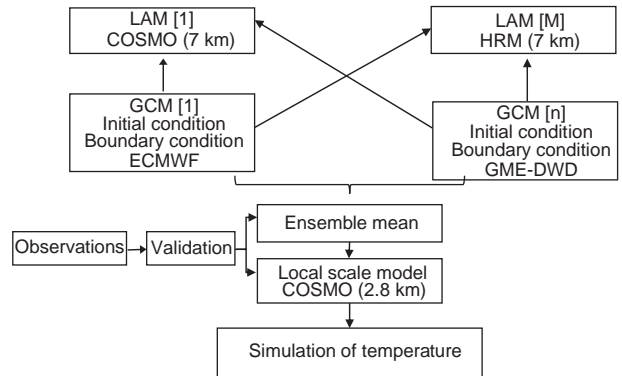 LAM [1]
COSMO (7 km)
LAM [M]
HRM (7 km)
GCM [1]
Initial condition
Boundary condition
ECMWF
GCM [n]
Initial condition
Boundary condition
GME-DWD
Ensemble mean
Observations
Validation
Local scale model
COSMO (2.8 km)
Simulation of temperature